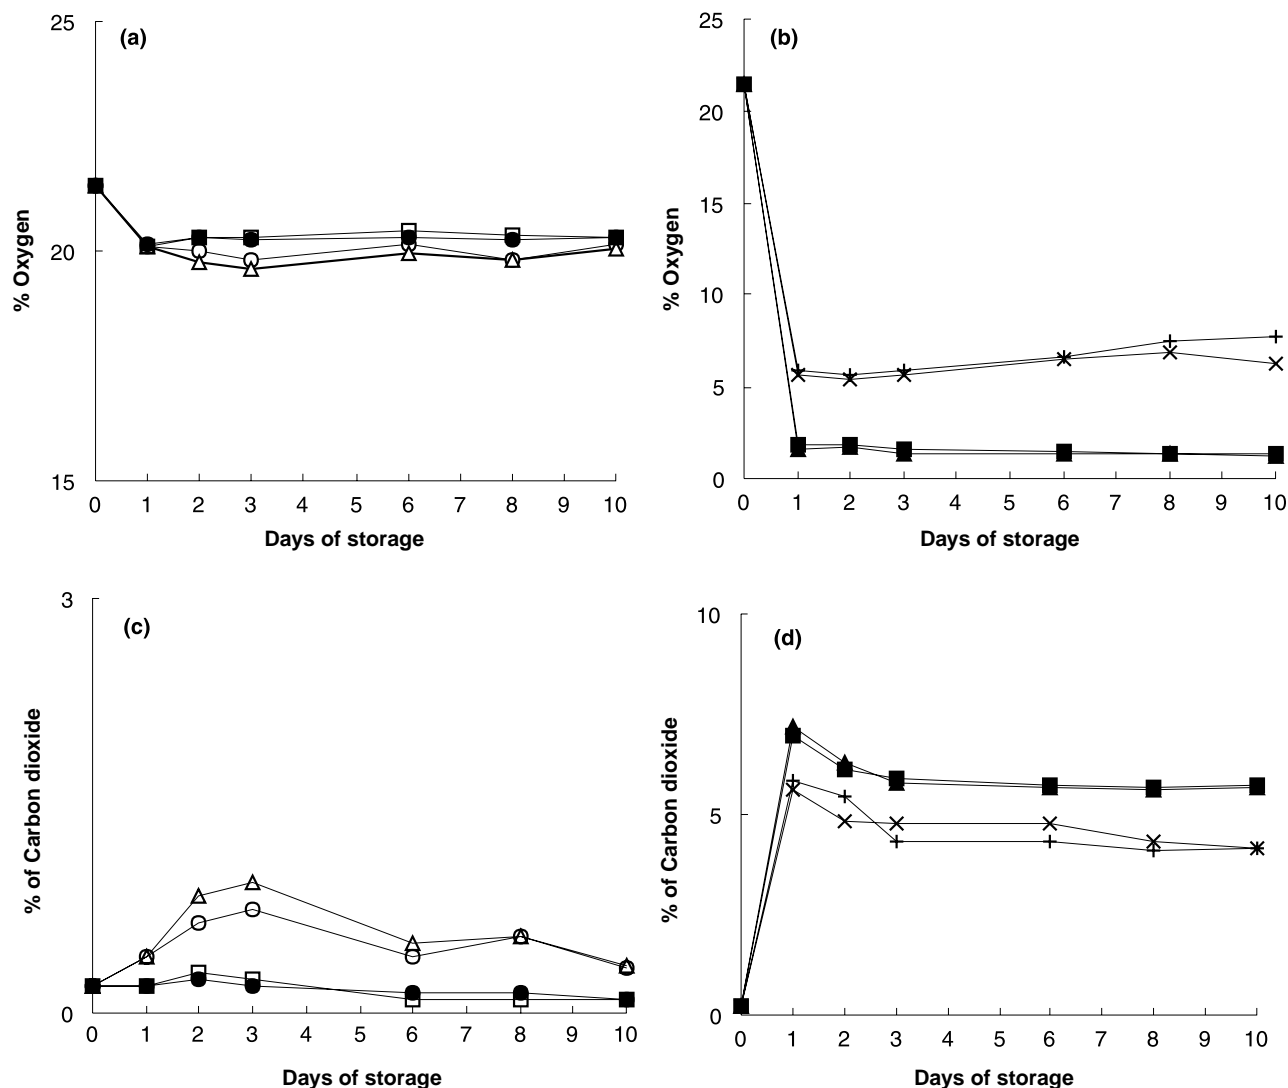 (a)
25
20
15
% Oxygen
0 1 2 3 4 5 6 7 8 9 10
Days of storage
(b)
25
20
15
10
5
0
% Oxygen
0 1 2 3 4 5 6 7 8 9 10
Days of storage
(c)
3
0
% of Carbon dioxide
0 1 2 3 4 5 6 7 8 9 10
Days of storage
(d)
10
5
0
% of Carbon dioxide
0 1 2 3 4 5 6 7 8 9 10
Days of storage